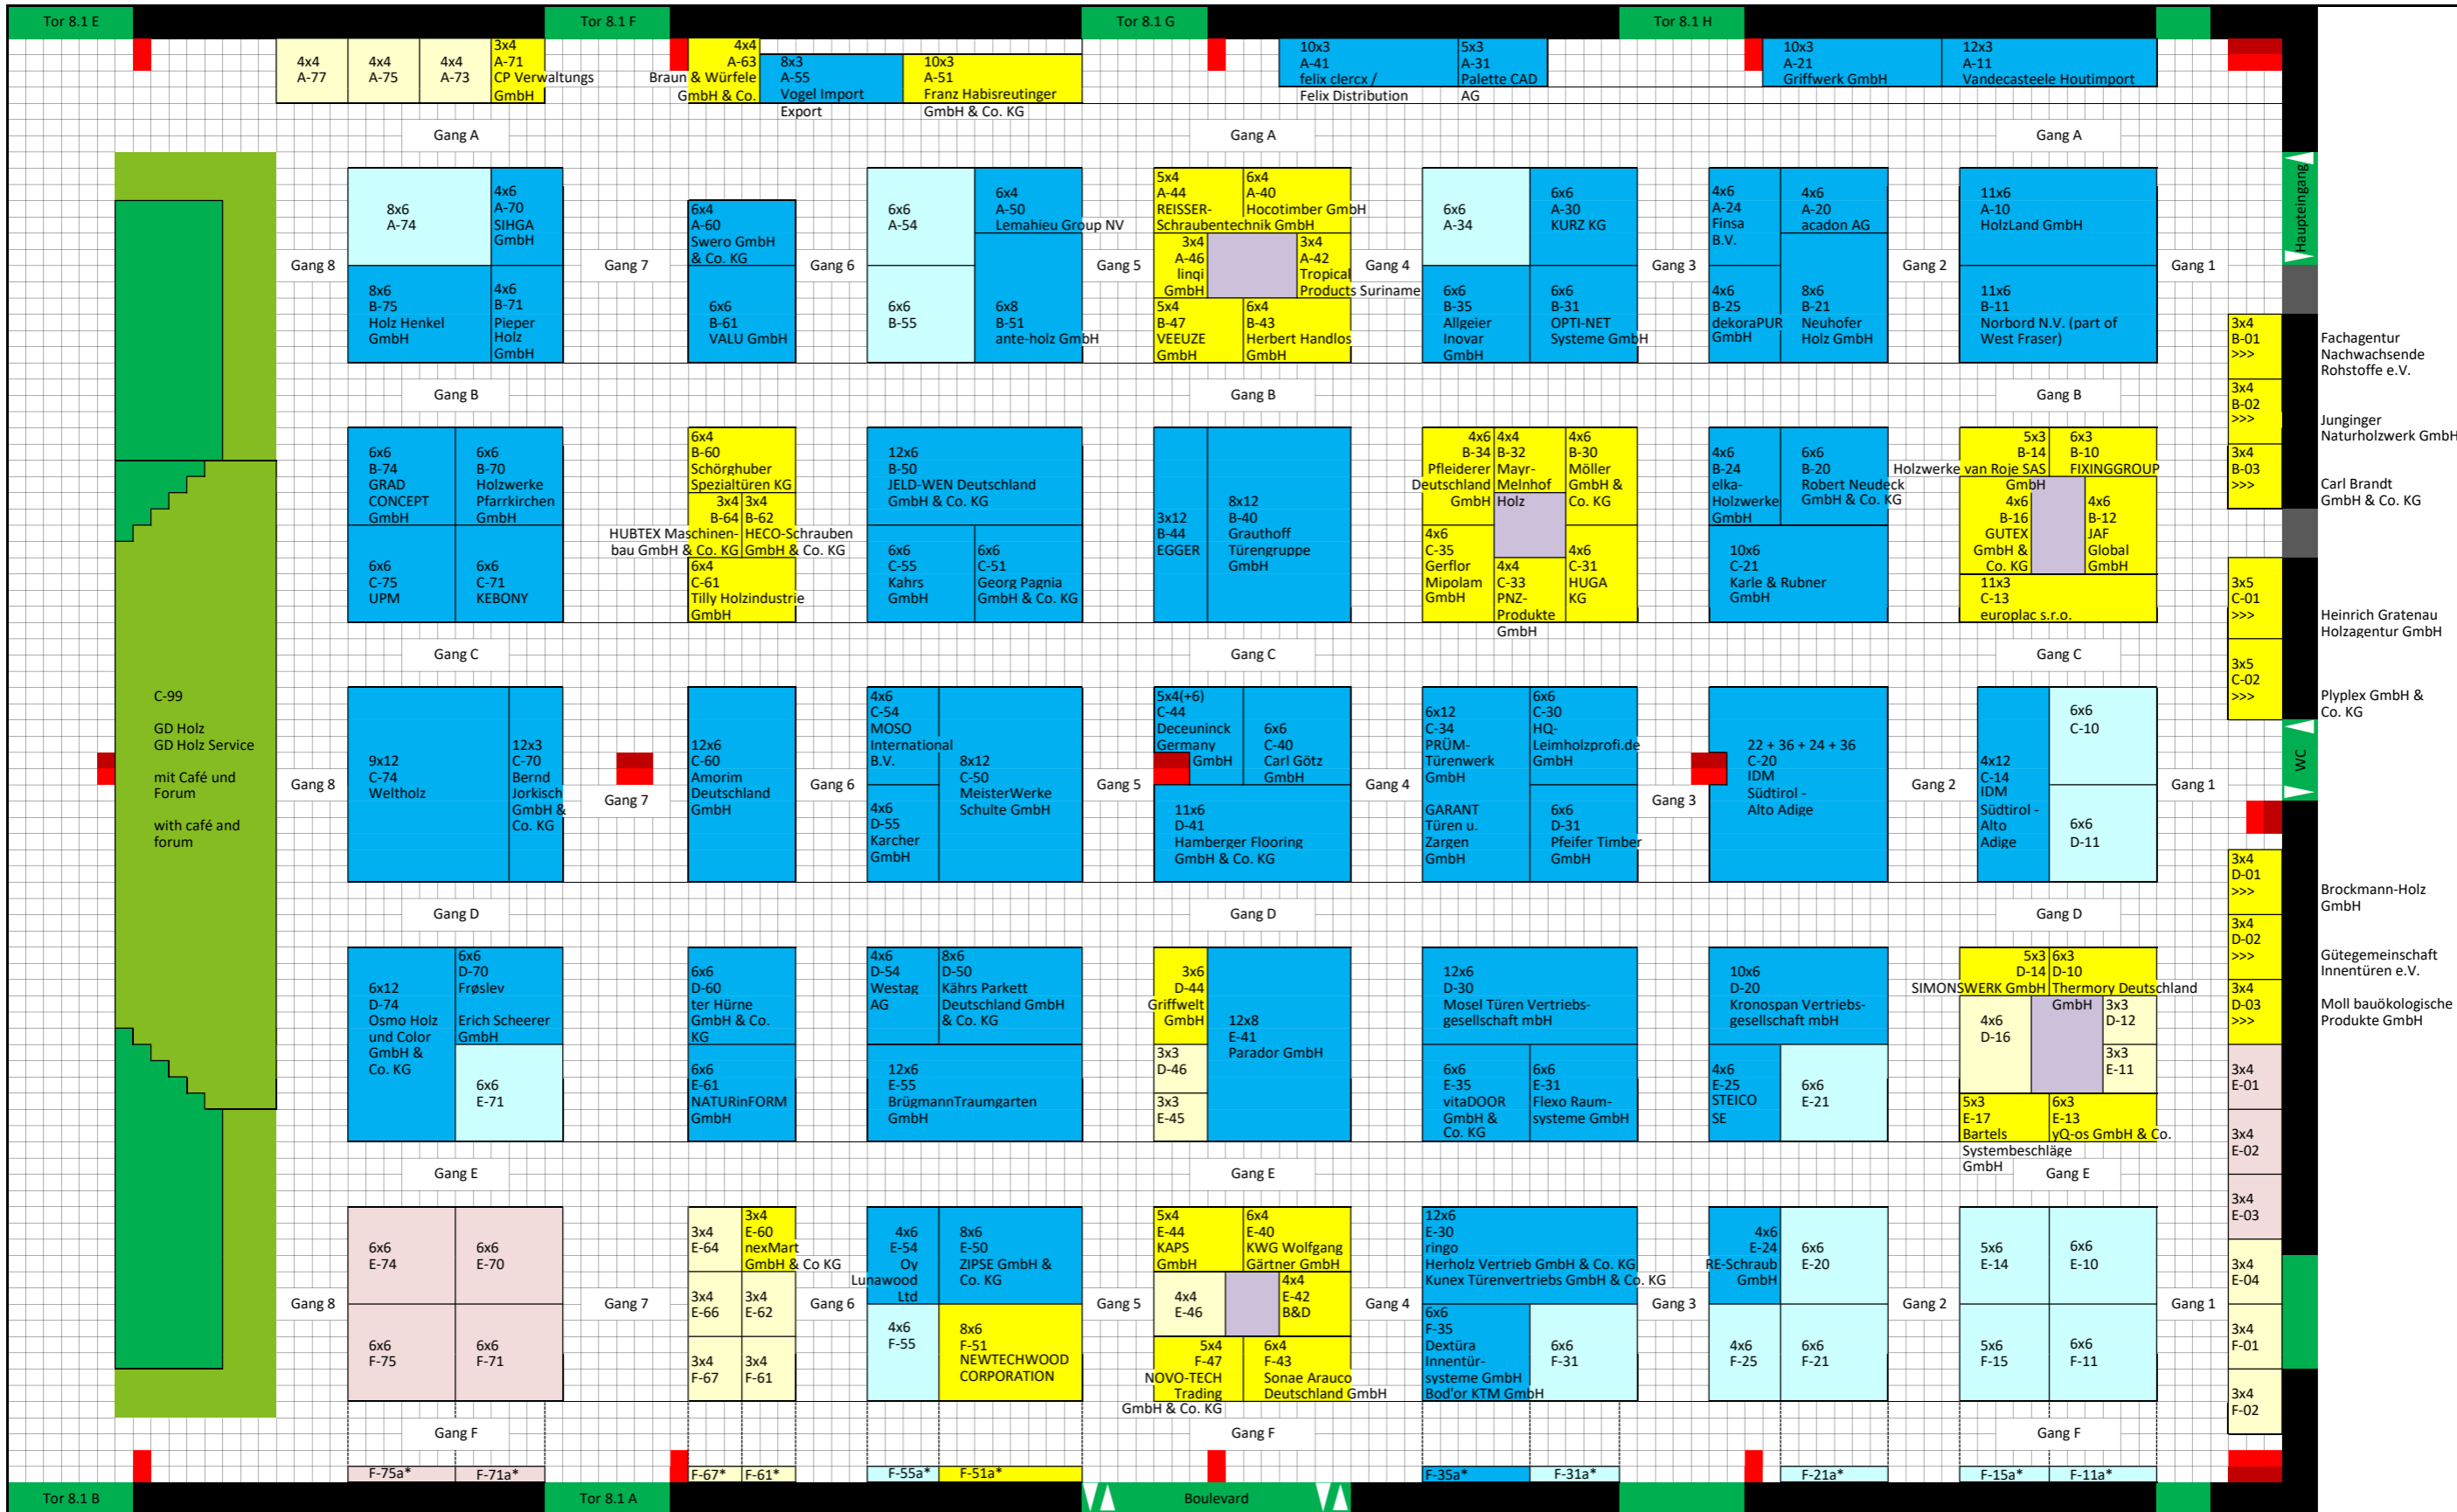 Tor 8.1 E
Tor 8.1 F
Tor 8.1 G
Tor 8.1 H
4x4
A-77
4x4
A-75
4x4
A-73
3x4
A-71
CP Verwaltungs
GmbH
4x4
A-63
Braun & Würfele
GmbH & Co.
8x3
A-55
Vogel Import
Export
10x3
A-51
Franz Habisreutinger
GmbH & Co. KG
10x3
A-41
felix clercx /
Felix Distribution
5x3
A-31
Palette CAD
AG
10x3
A-21
Griffwerk GmbH
12x3
A-11
Vandecasteele Houtimport
Gang A
Gang A
Gang A
8x6
A-74
4x6
A-70
SIHGA
GmbH
6x4
A-60
Swero GmbH
& Co. KG
6x6
A-54
6x4
A-50
Lemahieu Group NV
5x4
A-44
REISSER-
Schraubentechnik GmbH
6x4
A-40
Hocotimber GmbH
6x6
A-34
6x6
A-30
KURZ KG
4x6
A-24
Finsa
B.V.
4x6
A-20
acadon AG
11x6
A-10
HolzLand GmbH
Haupteingang
3x4
A-46
linqi
GmbH
3x4
A-42
Tropical
Products Suriname
Gang 8
Gang 7
Gang 6
Gang 5
Gang 4
Gang 3
Gang 2
Gang 1
8x6
B-75
Holz Henkel
GmbH
4x6
B-71
Pieper
Holz
GmbH
6x6
B-61
VALU GmbH
6x6
B-55
6x8
B-51
ante-holz GmbH
5x4
B-47
VEEUZE
GmbH
6x4
B-43
Herbert Handlos
GmbH
6x6
B-35
Allgeier
Inovar
GmbH
6x6
B-31
OPTI-NET
Systeme GmbH
4x6
B-25
dekoraPUR
GmbH
8x6
B-21
Neuhofer
Holz GmbH
11x6
B-11
Norbord N.V. (part of
West Fraser)
3x4
B-01
>>>
Fachagentur
Nachwachsende
Rohstoffe e.V.
3x4
B-02
>>>
Junginger
Naturholzwerk GmbH
3x4
B-03
>>>
Carl Brandt
GmbH & Co. KG
Gang B
Gang B
Gang B
6x6
B-74
GRAD
CONCEPT
GmbH
6x6
B-70
Holzwerke
Pfarrkirchen
GmbH
6x4
B-60
Schörghuber
Spezialtüren KG
3x4
B-64
HUBTEX Maschinen-
bau GmbH & Co. KG
3x4
B-62
HECO-Schrauben
GmbH & Co. KG
12x6
B-50
JELD-WEN Deutschland
GmbH & Co. KG
3x12
B-44
EGGER
8x12
B-40
Grauthoff
Türengruppe
GmbH
4x6
B-34
Pfleiderer
Deutschland
GmbH
4x4
B-32
Mayr-
Melnhof
Holz
4x6
B-30
Möller
GmbH &
Co. KG
4x6
B-24
elka-
Holzwerke
GmbH
6x6
B-20
Robert Neudeck
GmbH & Co. KG
5x3
B-14
Holzwerke van Roje SAS
GmbH
6x3
B-10
FIXINGGROUP
4x6
B-16
GUTEX
GmbH &
Co. KG
4x6
B-12
JAF
Global
GmbH
6x6
C-75
UPM
6x6
C-71
KEBONY
6x4
C-61
Tilly Holzindustrie
GmbH
6x6
C-55
Kahrs
GmbH
6x6
C-51
Georg Pagnia
GmbH & Co. KG
4x6
C-35
Gerflor
Mipolam
GmbH
4x4
C-33
PNZ-
Produkte
GmbH
4x6
C-31
HUGA
KG
10x6
C-21
Karle & Rubner
GmbH
11x3
C-13
europlac s.r.o.
3x5
C-01
>>>
Heinrich Gratenau
Holzagentur GmbH
3x5
C-02
>>>
Plyplex GmbH &
Co. KG
Gang C
Gang C
Gang C
C-99
GD Holz
GD Holz Service
mit Café und
Forum
with café and
forum
9x12
C-74
Weltholz
12x3
C-70
Bernd
Jorkisch
GmbH &
Co. KG
12x6
C-60
Amorim
Deutschland
GmbH
4x6
C-54
MOSO
International
B.V.
8x12
C-50
MeisterWerke
Schulte GmbH
5x4(+6)
C-44
Deceuninck
Germany
GmbH
6x6
C-40
Carl Götz
GmbH
6x12
C-34
PRÜM-
Türenwerk
GmbH
GARANT
Türen u.
Zargen
GmbH
6x6
C-30
HQ-
Leimholzprofi.de
GmbH
22 + 36 + 24 + 36
C-20
IDM
Südtirol -
Alto Adige
4x12
C-14
IDM
Südtirol -
Alto
Adige
6x6
C-10
WC
Gang 8
Gang 7
Gang 6
Gang 5
Gang 4
Gang 3
Gang 2
Gang 1
4x6
D-55
Karcher
GmbH
11x6
D-41
Hamberger Flooring
GmbH & Co. KG
6x6
D-31
Pfeifer Timber
GmbH
6x6
D-11
3x4
D-01
>>>
Brockmann-Holz
GmbH
3x4
D-02
>>>
Gütegemeinschaft
Innentüren e.V.
3x4
D-03
>>>
Moll bauökologische
Produkte GmbH
Gang D
Gang D
Gang D
6x12
D-74
Osmo Holz
und Color
GmbH &
Co. KG
6x6
D-70
Frøslev
Erich Scheerer
GmbH
6x6
D-60
ter Hürne
GmbH & Co.
KG
4x6
D-54
Westag
AG
8x6
D-50
Kährs Parkett
Deutschland GmbH
& Co. KG
3x6
D-44
Griffwelt
GmbH
12x8
E-41
Parador GmbH
12x6
D-30
Mosel Türen Vertriebs-
gesellschaft mbH
10x6
D-20
Kronospan Vertriebs-
gesellschaft mbH
5x3
D-14
SIMONSWERK GmbH
6x3
D-10
Thermory Deutschland
GmbH
4x6
D-16
3x3
D-12
3x3
E-11
6x6
E-71
6x6
E-61
NATURinFORM
GmbH
12x6
E-55
BrügmannTraumgarten
GmbH
3x3
D-46
3x3
E-45
6x6
E-35
vitaDOOR
GmbH &
Co. KG
6x6
E-31
Flexo Raum-
systeme GmbH
4x6
E-25
STEICO
SE
6x6
E-21
5x3
E-17
Bartels
Systembeschläge
GmbH
6x3
E-13
yQ-os GmbH & Co.
3x4
E-01
3x4
E-02
3x4
E-03
Gang E
Gang E
Gang E
6x6
E-74
6x6
E-70
3x4
E-64
3x4
E-60
nexMart
GmbH & Co KG
4x6
E-54
Oy
Lunawood
Ltd
8x6
E-50
ZIPSE GmbH &
Co. KG
5x4
E-44
KAPS
GmbH
6x4
E-40
KWG Wolfgang
Gärtner GmbH
12x6
E-30
ringo
Herholz Vertrieb GmbH & Co. KG
Kunex Türenvertriebs GmbH & Co. KG
4x6
E-24
RE-Schraub
GmbH
6x6
E-20
5x6
E-14
6x6
E-10
3x4
E-04
3x4
E-66
3x4
E-62
4x4
E-46
4x4
E-42
B&D
Gang 8
Gang 7
Gang 6
Gang 5
Gang 4
Gang 3
Gang 2
Gang 1
6x6
F-75
6x6
F-71
3x4
F-67
3x4
F-61
4x6
F-55
8x6
F-51
NEWTECHWOOD
CORPORATION
5x4
F-47
NOVO-TECH
Trading
GmbH & Co. KG
6x4
F-43
Sonae Arauco
Deutschland GmbH
6x6
F-35
Dextüra
Innentür-
systeme GmbH
Bod'or KTM GmbH
6x6
F-31
4x6
F-25
6x6
F-21
5x6
F-15
6x6
F-11
3x4
F-01
3x4
F-02
Gang F
Gang F
Gang F
F-75a*
F-71a*
F-67*
F-61*
F-55a*
F-51a*
F-35a*
F-31a*
F-21a*
F-15a*
F-11a*
Tor 8.1 B
Tor 8.1 A
Boulevard